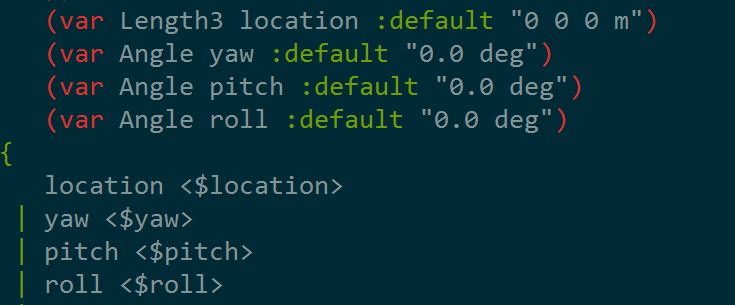 (var Length3 location :default "0 0 0 m")
(var Angle yaw :default "0.0 deg")
(var Angle pitch :default "0.0 deg")
(var Angle roll :default "0.0 deg")
{
location <$location>
| yaw <$yaw>
| pitch <$pitch>
| roll <$roll>